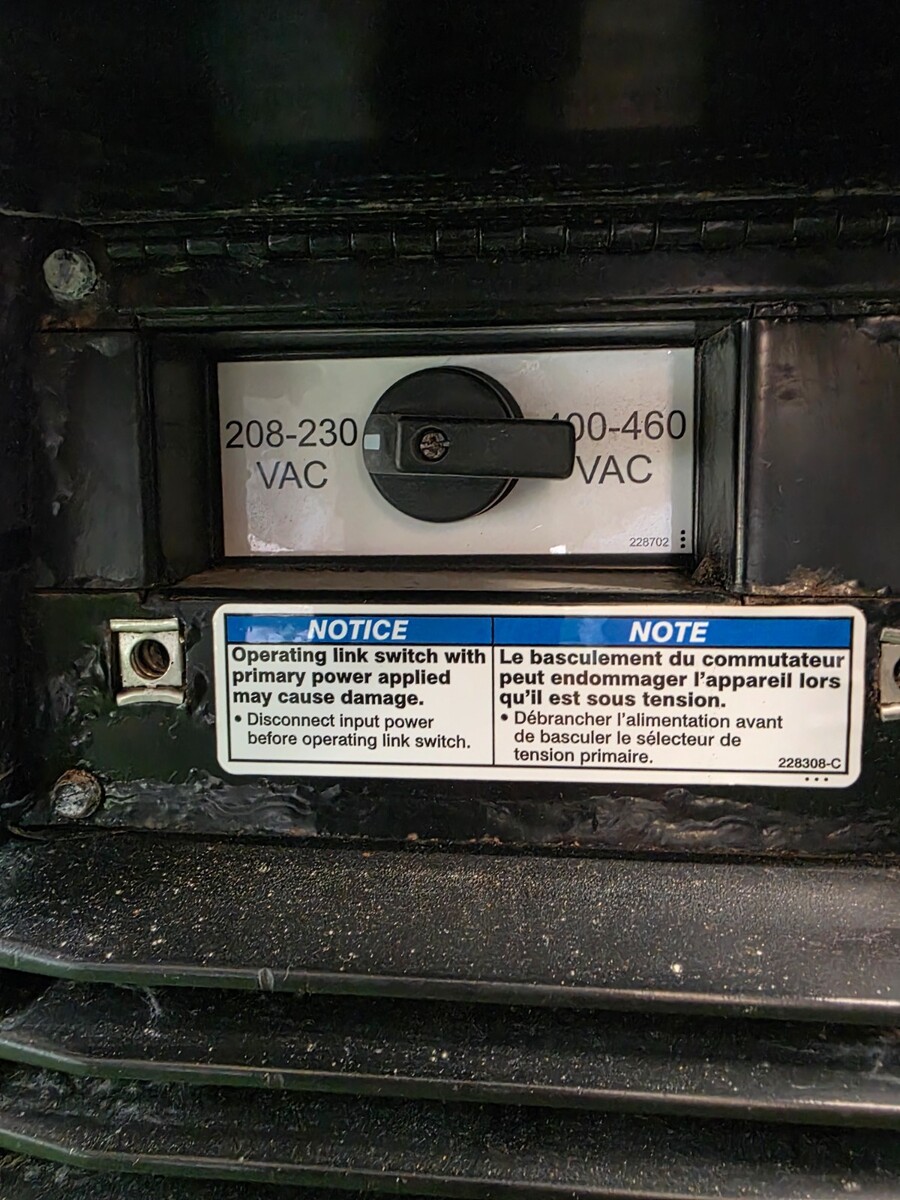 208-230
VAC
00-460
VAC
228702
NOTICE
Operating link switch with
primary power applied
may cause damage.
• Disconnect input power
before operating link switch.
NOTE
Le basculement du commutateur
peut endommager l'appareil lors
qu'il est sous tension.
• Débrancher l'alimentation avant
de basculer le sélecteur de
tension primaire.
228308-C